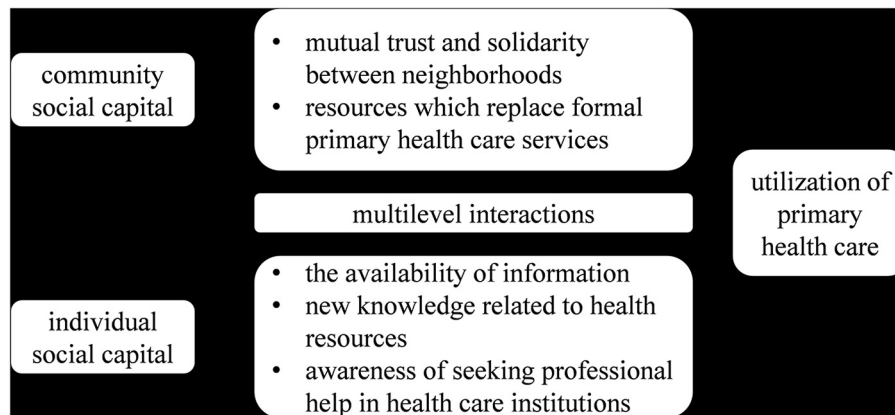 community
social capital
• mutual trust and solidarity
between neighborhoods
• resources which replace formal
primary health care services
multilevel interactions
utilization of
primary
health care
individual
social capital
• the availability of information
• new knowledge related to health
resources
• awareness of seeking professional
help in health care institutions